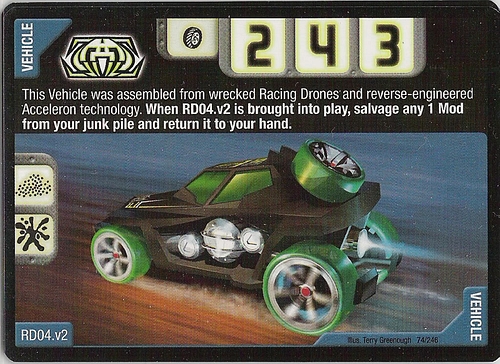 VEHICLE
2 4 3
This Vehicle was assembled from wrecked Racing Drones and reverse-engineered
Acceleron technology. When RD04.v2 is brought into play, salvage any 1 Mod
from your junk pile and return it to your hand.
RD04.v2
Illus. Terry Greenough 74/246
VEHICLE